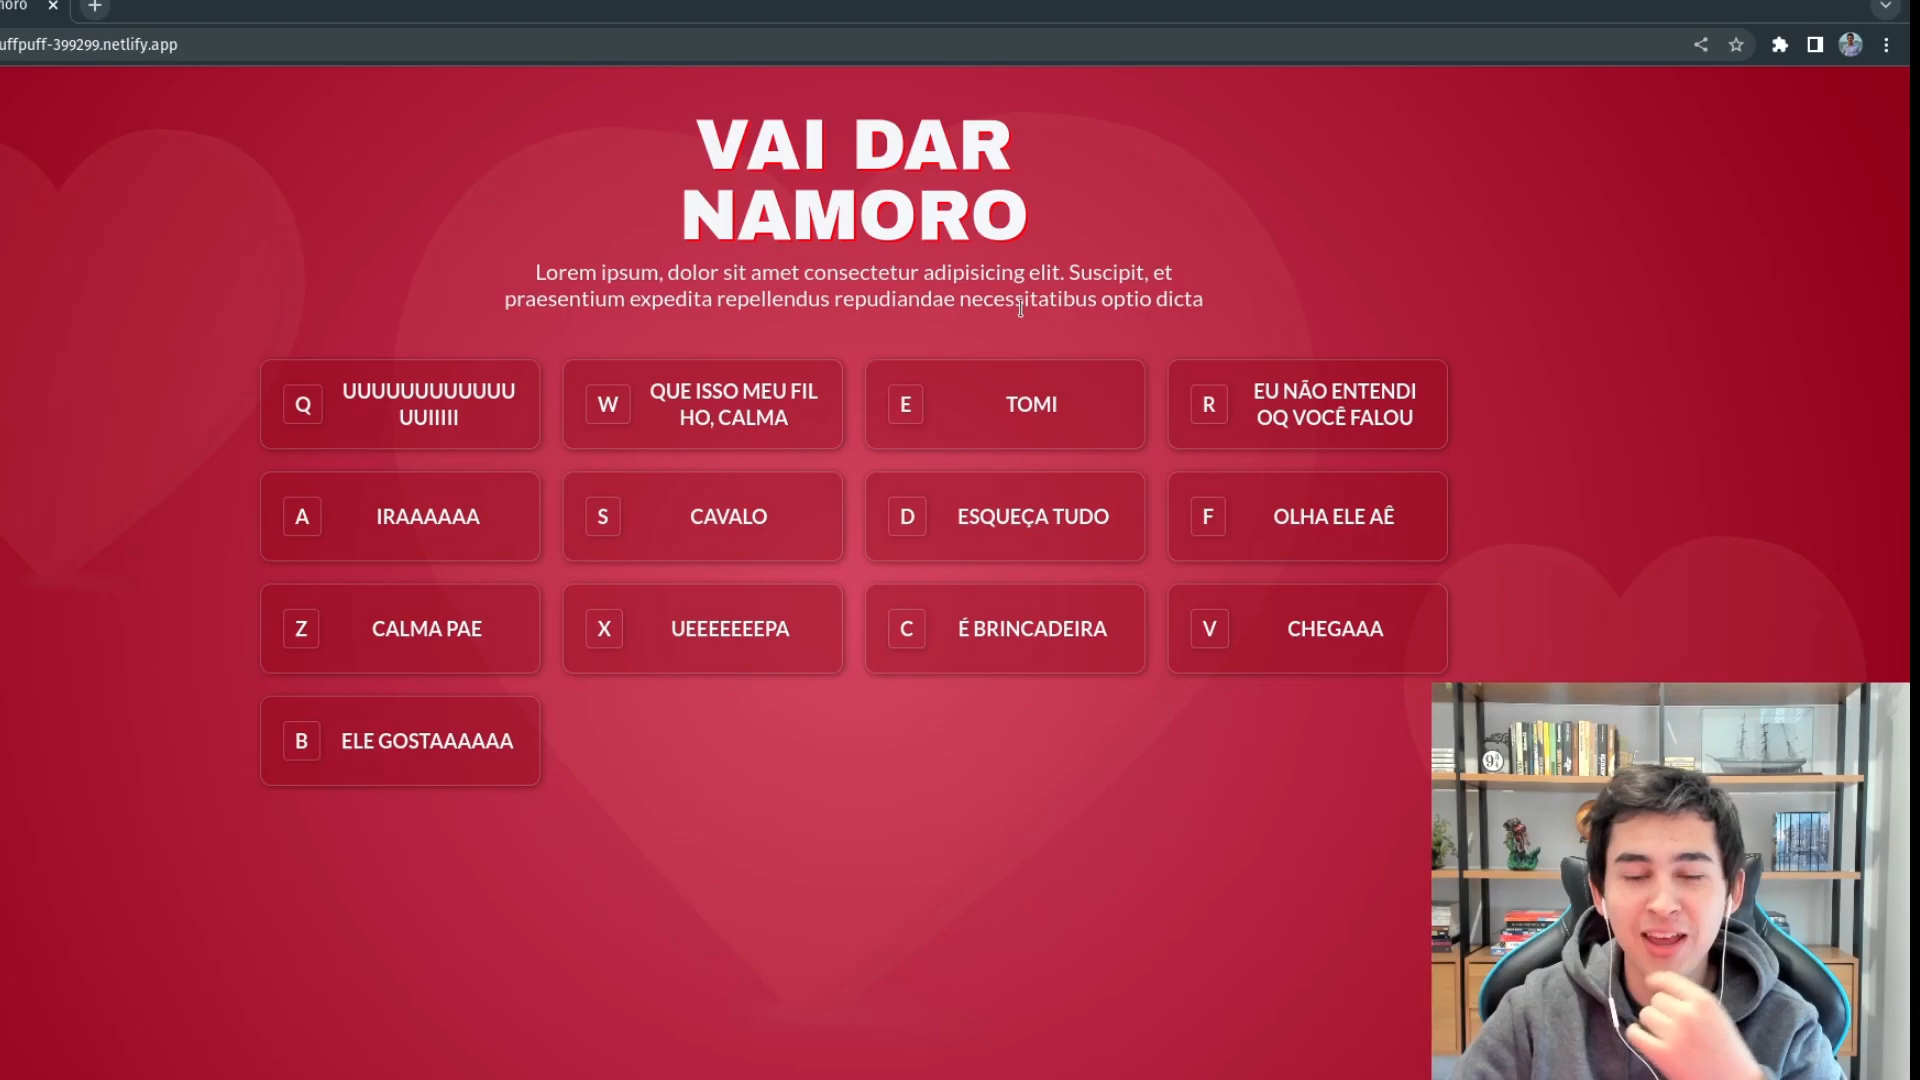 moro
uffpuff-399299.netlify.app
VAI DAR
NAMORO
Lorem ipsum, dolor sit amet consectetur adipisicing elit. Suscipit, et
praesentium expedita repellendus repudiandae necessitatibus optio dicta
Q
UUUUUUUUUUUU
UUIIIII
W
QUE ISSO MEU FIL
HO, CALMA
E
TOMI
R
EU NÃO ENTENDI
OQ VOCÊ FALOU
A
IRAAAAAA
S
CAVALO
D
ESQUEÇA TUDO
F
OLHA ELE AÊ
Z
CALMA PAE
X
UEEEEEEEPA
C
É BRINCADEIRA
V
CHEGAAA
B
ELE GOSTAAAAAA